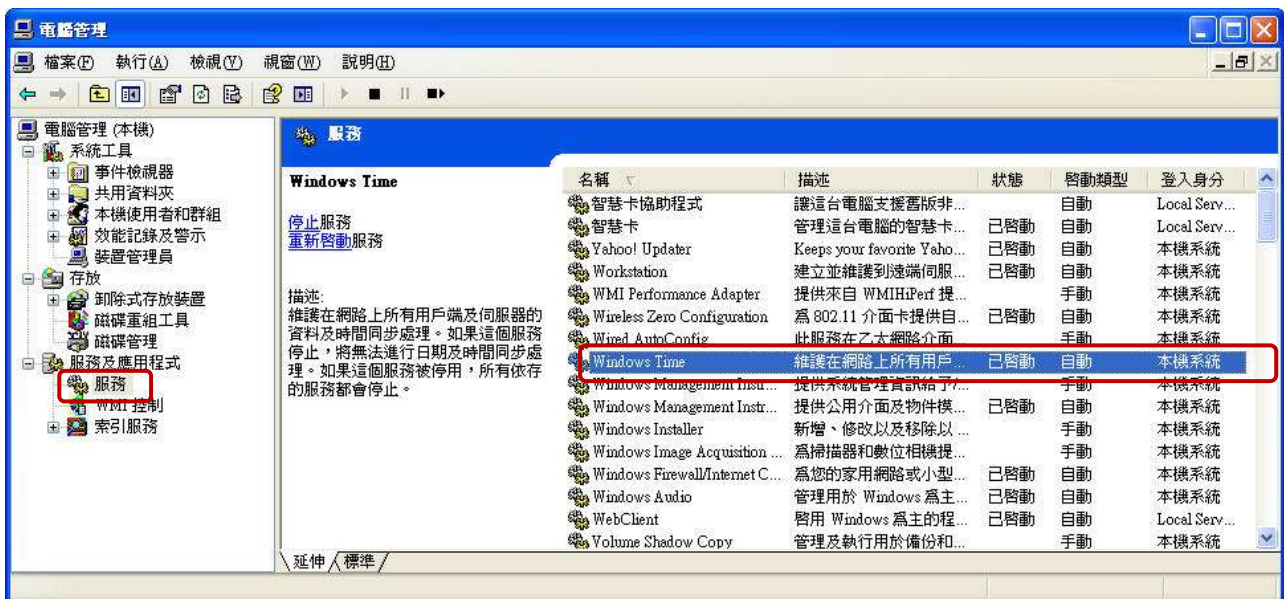 電腦管理
檔案(F) 執行(A) 檢視(V) 視窗(W) 說明(H)
電腦管理 (本機)
系統工具
事件檢視器
共用資料夾
本機使用者和群組
效能記錄及警示
裝置管理員
存放
卸除式存放裝置
磁碟重組工具
磁碟管理
服務及應用程式
服務
WMI 控制
索引服務
服務
Windows Time
停止服務
重新啓動服務
描述:
維護在網路上所有用戶端及伺服器的
資料及時間同步處理。如果這個服務
停止，將無法進行日期及時間同步處
理。如果這個服務被停用，所有依存
的服務都會停止。
名稱 描述 狀態 啓動類型 登入身分
智慧卡協助程式 讓這台電腦支援舊版非... 自動 Local Serv...
智慧卡 管理這台電腦的智慧卡... 已啓動 自動 Local Serv...
Yahoo! Updater Keeps your favorite Yaho... 已啓動 自動 本機系統
Workstation 建立並維護到遠端伺服... 已啓動 自動 本機系統
WMI Performance Adapter 提供來自 WMIHiPerf 提... 手動 本機系統
Wireless Zero Configuration 爲 802.11 介面卡提供自... 已啓動 自動 本機系統
Wired AutoConfig 此服務在乙太網路介面... 手動 本機系統
Windows Time 維護在網路上所有用戶... 已啓動 自動 本機系統
Windows Management Instr... 提供系統管理資訊給了/... 手動 本機系統
Windows Management Instr... 提供公用介面及物件模... 已啓動 自動 本機系統
Windows Installer 新增、修改以及移除以 ... 手動 本機系統
Windows Image Acquisition ... 爲掃描器和數位相機提... 手動 本機系統
Windows Firewall/Internet C... 爲您的家用網路或小型... 已啓動 自動 本機系統
Windows Audio 管理用於 Windows 爲主... 已啓動 自動 本機系統
WebClient 啓用 Windows 爲主的程... 已啓動 自動 Local Serv...
Volume Shadow Copy 管理及執行用於備份和... 手動 本機系統
延伸 標準